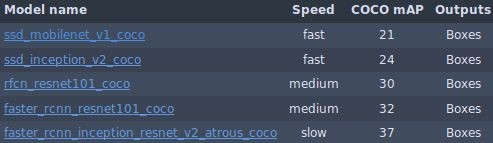 Model name Speed COCO mAP Outputs
ssd_mobilenet_v1_coco fast 21 Boxes
ssd_inception_v2_coco fast 24 Boxes
rfcn_resnet101_coco medium 30 Boxes
faster_rcnn_resnet101_coco medium 32 Boxes
faster_rcnn_inception_resnet_v2_atrous_coco slow 37 Boxes